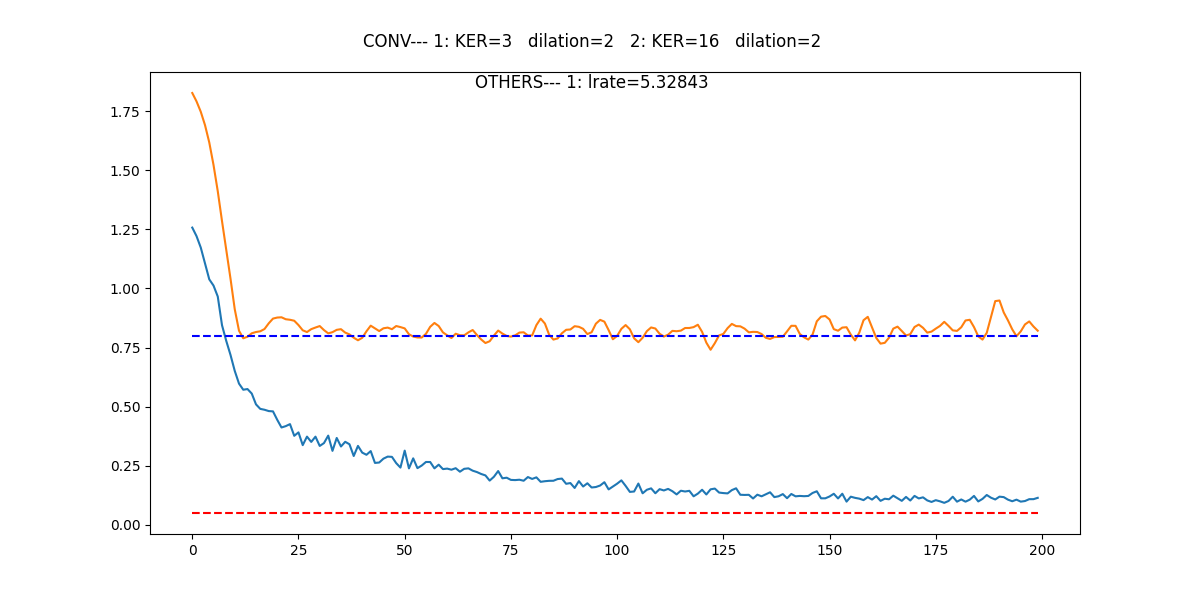 CONV--- 1: KER=3   dilation=2   2: KER=16   dilation=2
OTHERS--- 1: lrate=5.32843
1.75
1.50
1.25
1.00
0.75
0.50
0.25
0.00
0 25 50 75 100 125 150 175 200